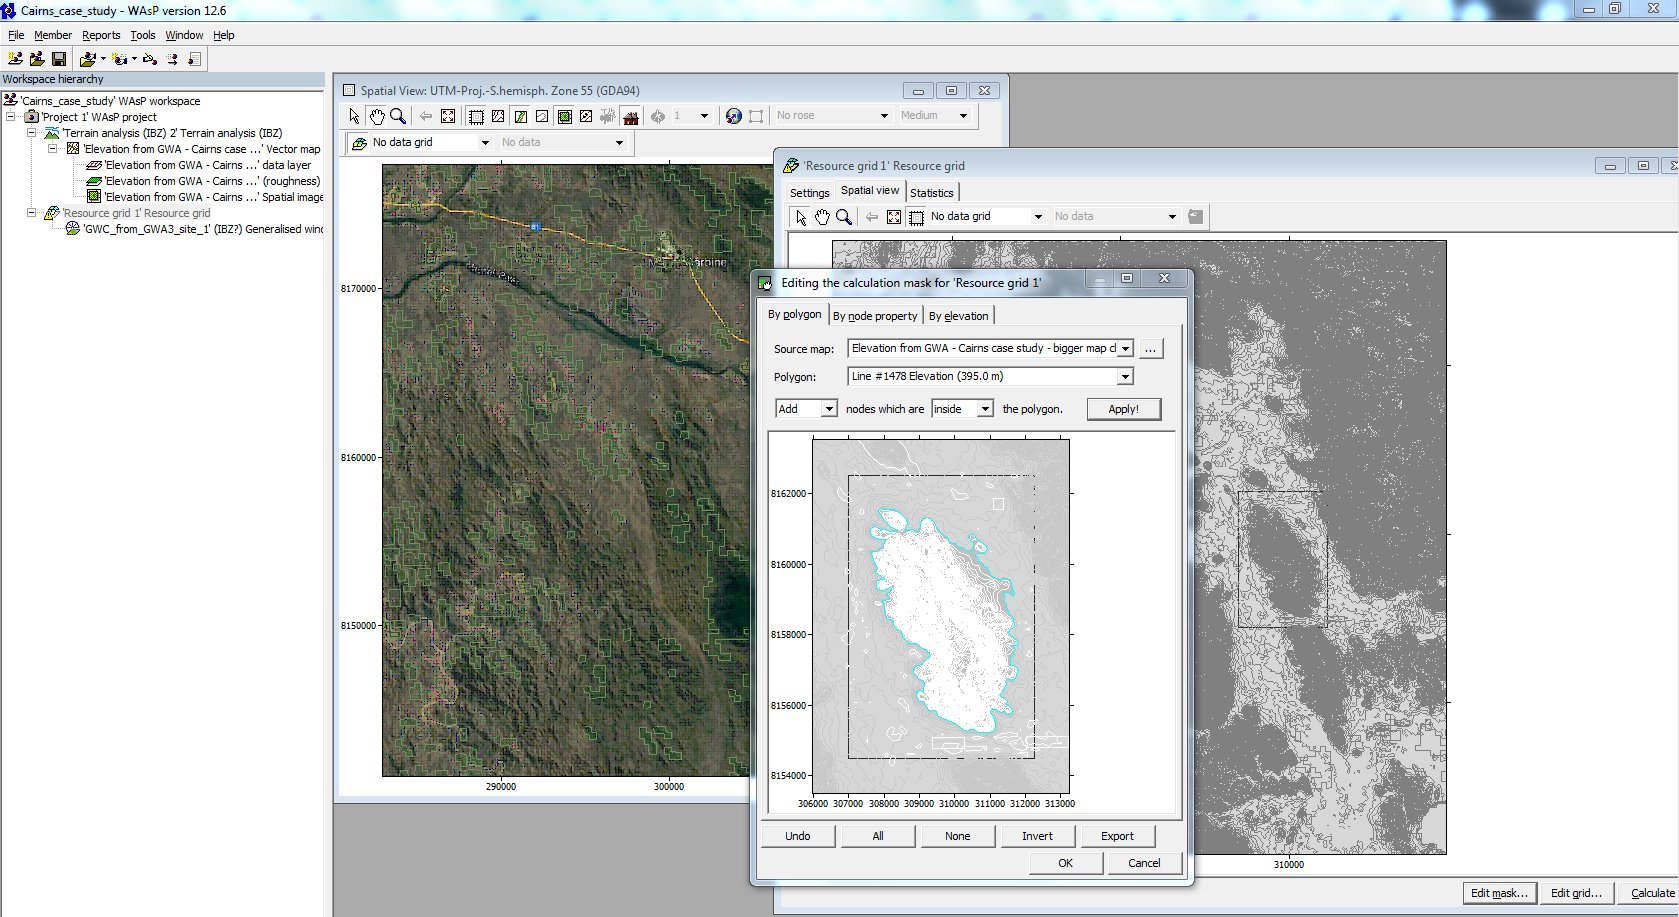 Cairns_case_study - WAsP version 12.6
File Member Reports Tools Window Help
Workspace hierarchy
'Cairns_case_study' WAsP workspace
'Project 1' WAsP project
'Terrain analysis (IBZ) 2' Terrain analysis (IBZ)
'Elevation from GWA - Cairns case ...' Vector map
'Elevation from GWA - Cairns ...' data layer
'Elevation from GWA - Cairns ...' (roughness)
'Elevation from GWA - Cairns ...' Spatial image
'Resource grid 1' Resource grid
'GWC_from_GWA3_site_1' (IBZ?) Generalised wind
Spatial View: UTM-Proj.-S.hemisph. Zone 55 (GDA94)
1 No rose Medium
No data grid No data
8170000
8160000
8150000
290000 300000
'Resource grid 1' Resource grid
Settings Spatial view Statistics
No data grid No data
310000
Edit mask... Edit grid... Calculate
Editing the calculation mask for 'Resource grid 1'
By polygon By node property By elevation
Source map: Elevation from GWA - Cairns case study - bigger map cl ...
Polygon: Line #1478 Elevation (395.0 m)
Add nodes which are inside the polygon. Apply!
8162000
8160000
8158000
8156000
8154000
306000 307000 308000 309000 310000 311000 312000 313000
Undo All None Invert Export
OK Cancel